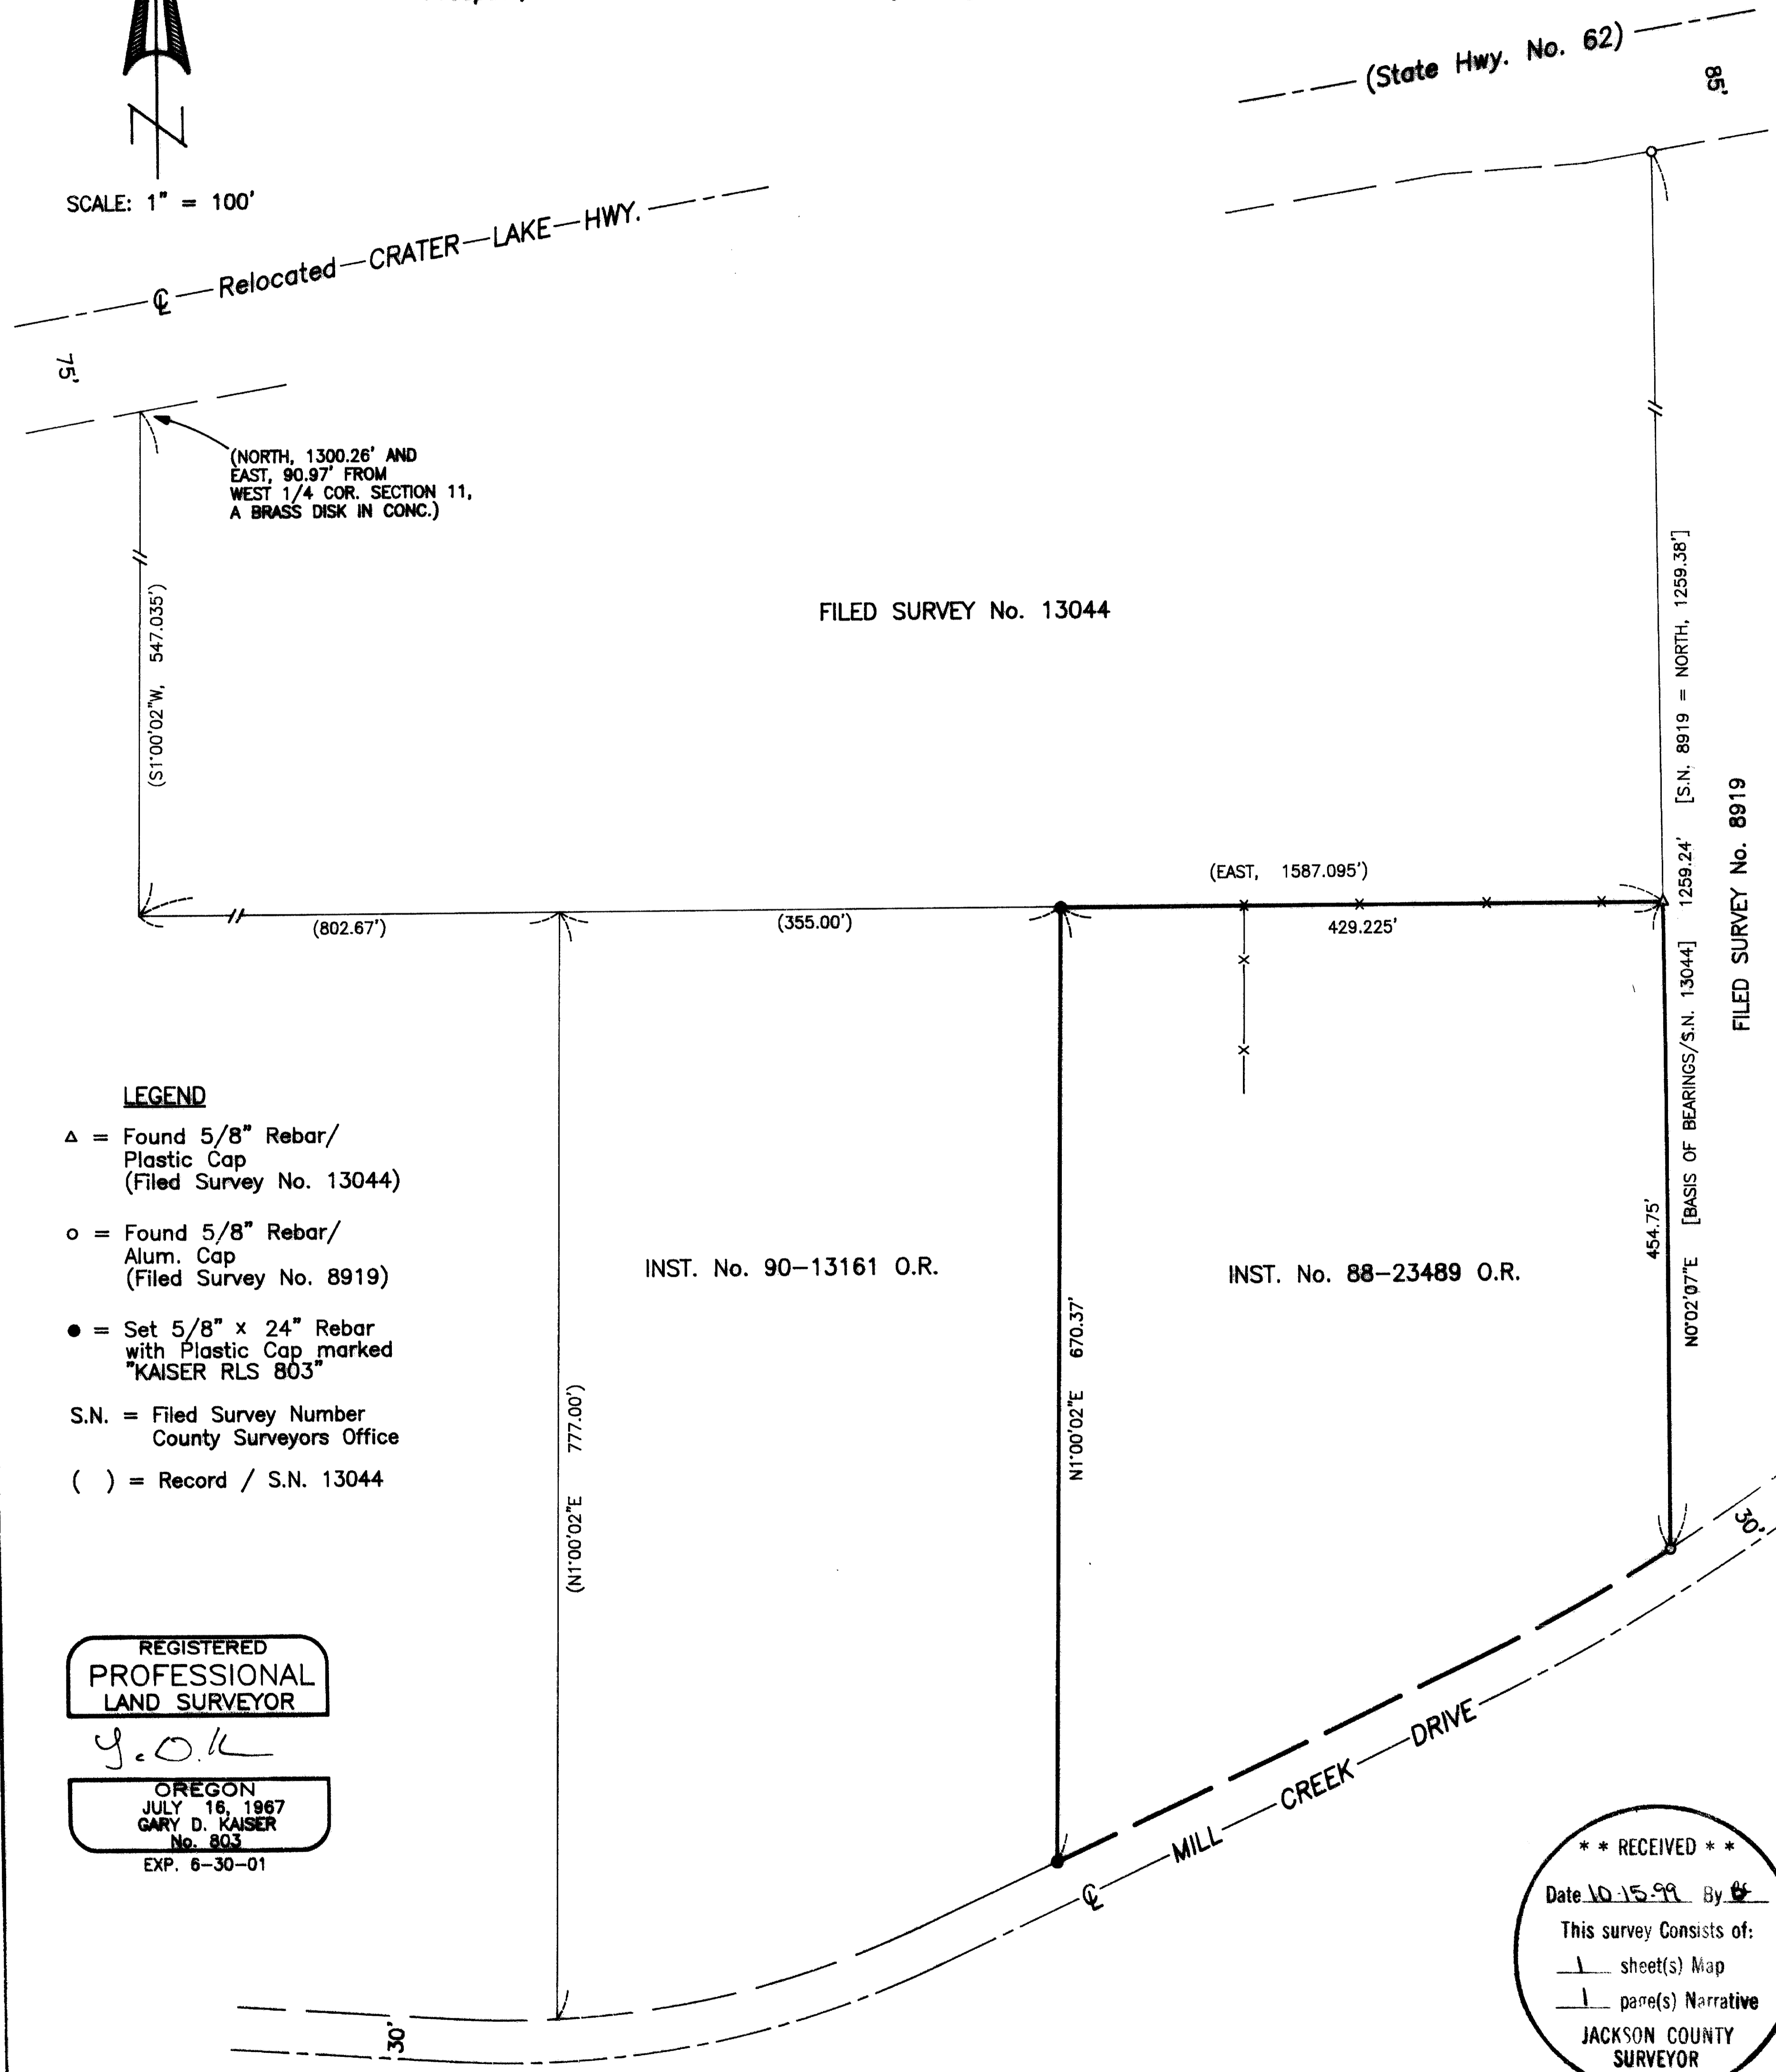 (State Hwy. No. 62)
85'
SCALE: 1" = 100'
℄ Relocated CRATER LAKE HWY.
75'
(NORTH, 1300.26' AND
EAST, 90.97' FROM
WEST 1/4 COR. SECTION 11,
A BRASS DISK IN CONC.)
(S1°00'02"W, 547.035')
FILED SURVEY No. 13044
[S.N. 8919 = NORTH, 1259.38']
1259.24'
FILED SURVEY No. 8919
(EAST, 1587.095')
(802.67')
(355.00')
429.225'
N0°02'07"E [BASIS OF BEARINGS/S.N. 13044]
454.75'
LEGEND
△ = Found 5/8" Rebar/
Plastic Cap
(Filed Survey No. 13044)
○ = Found 5/8" Rebar/
Alum. Cap
(Filed Survey No. 8919)
● = Set 5/8" x 24" Rebar
with Plastic Cap marked
"KAISER RLS 803"
S.N. = Filed Survey Number
County Surveyors Office
( ) = Record / S.N. 13044
INST. No. 90-13161 O.R.
INST. No. 88-23489 O.R.
(N1°00'02"E 777.00')
N1°00'02"E 670.37'
30'
℄ MILL CREEK DRIVE
30'
REGISTERED
PROFESSIONAL
LAND SURVEYOR
OREGON
JULY 16, 1967
GARY D. KAISER
No. 803
EXP. 6-30-01
* * RECEIVED * *
Date 10-15-99 By
This survey Consists of:
1 sheet(s) Map
1 page(s) Narrative
JACKSON COUNTY
SURVEYOR